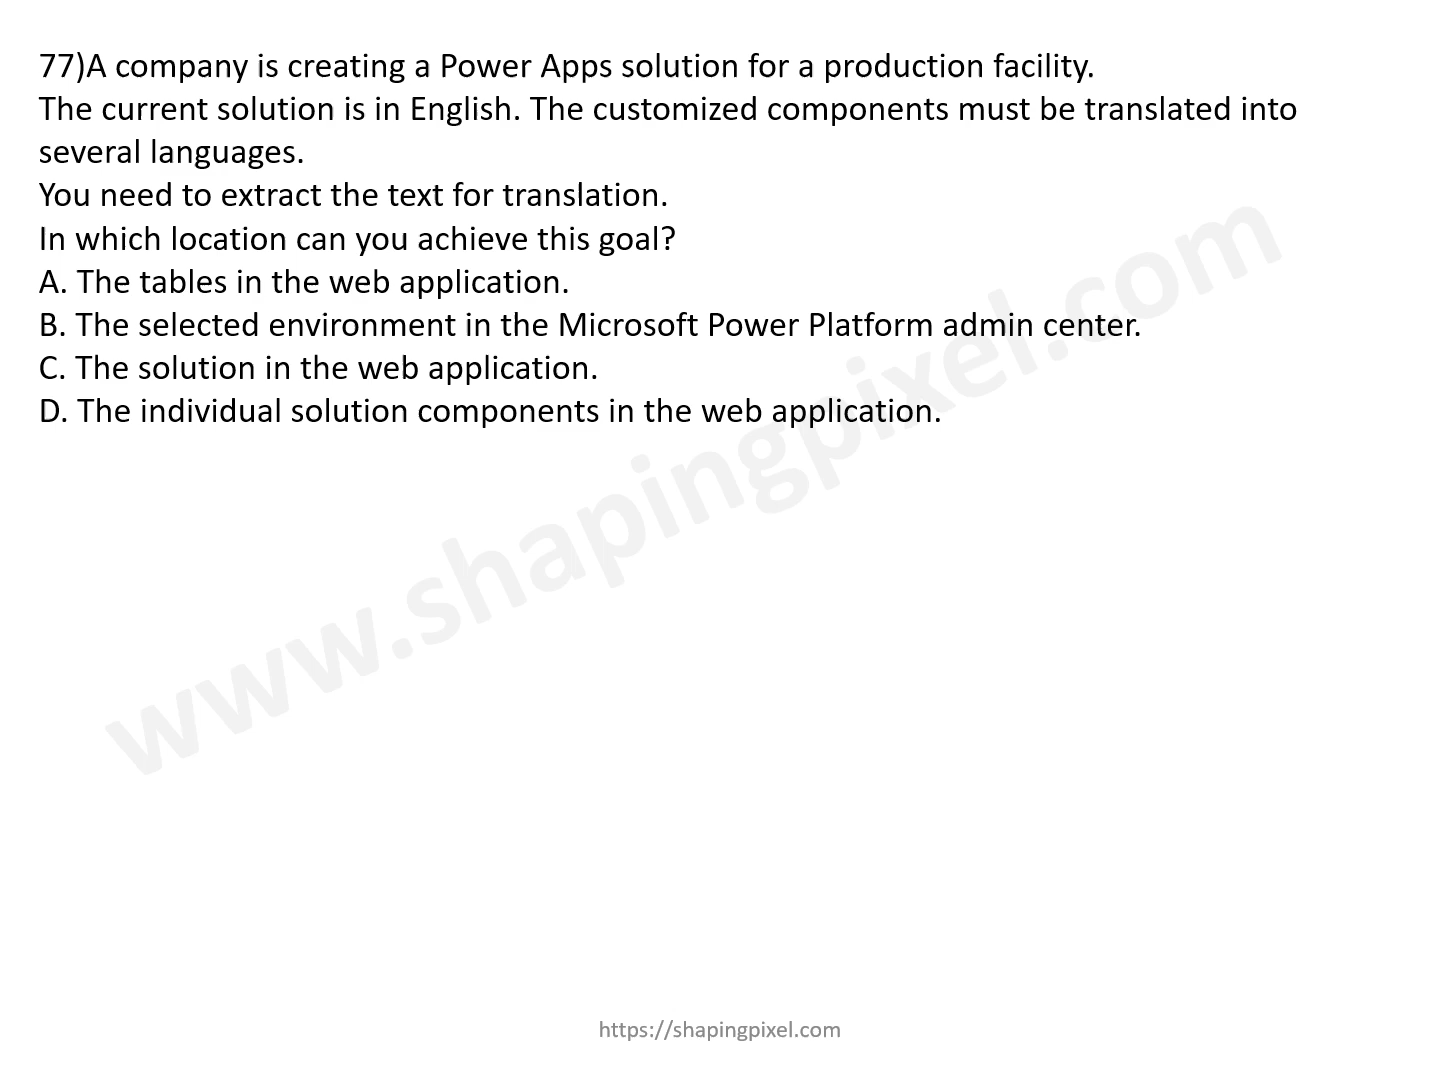 77)A company is creating a Power Apps solution for a production facility.
The current solution is in English. The customized components must be translated into
several languages.
You need to extract the text for translation.
In which location can you achieve this goal?
A. The tables in the web application.
B. The selected environment in the Microsoft Power Platform admin center.
C. The solution in the web application.
D. The individual solution components in the web application.
www.shapingpixel.com
https://shapingpixel.com